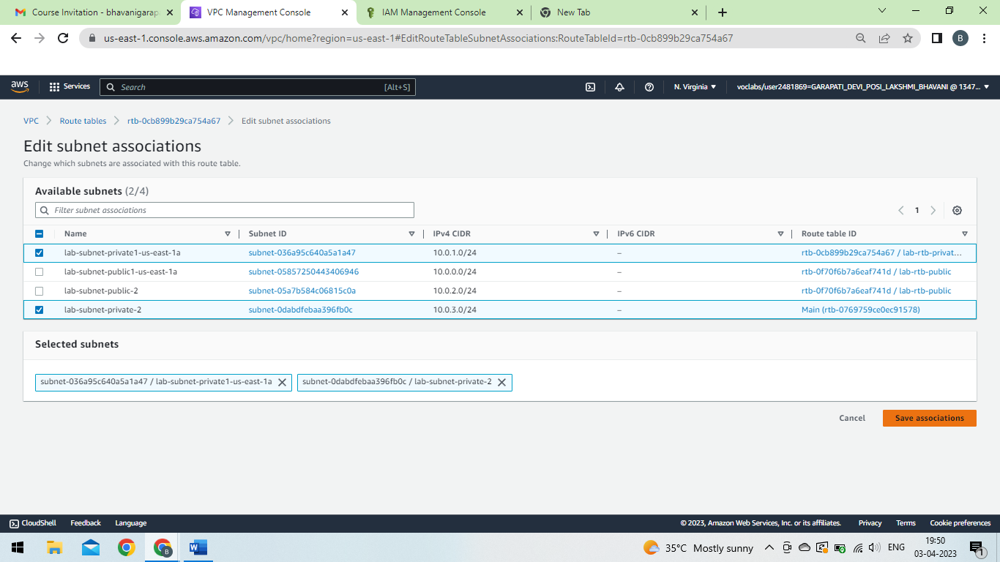 Course Invitation - bhavanigarap
VPC Management Console
IAM Management Console
New Tab
us-east-1.console.aws.amazon.com/vpc/home?region=us-east-1#EditRouteTableSubnetAssociations:RouteTableId=rtb-0cb899b29ca754a67
B
aws
Services
Search
[Alt+S]
N. Virginia
voclabs/user2481869=GARAPATI_DEVI_POSI_LAKSHMI_BHAVANI @ 1347...
VPC
Route tables
rtb-0cb899b29ca754a67
Edit subnet associations
Edit subnet associations
Change which subnets are associated with this route table.
Available subnets (2/4)
Filter subnet associations
1
Name Subnet ID IPv4 CIDR IPv6 CIDR Route table ID
lab-subnet-private1-us-east-1a subnet-036a95c640a5a1a47 10.0.1.0/24 – rtb-0cb899b29ca754a67 / lab-rtb-privat...
lab-subnet-public1-us-east-1a subnet-05857250443406946 10.0.0.0/24 – rtb-0f70f6b7a6eaf741d / lab-rtb-public
lab-subnet-public-2 subnet-05a7b584c06815c0a 10.0.2.0/24 – rtb-0f70f6b7a6eaf741d / lab-rtb-public
lab-subnet-private-2 subnet-0dabdfebaa396fb0c 10.0.3.0/24 – Main (rtb-0769759ce0ec91578)
Selected subnets
subnet-036a95c640a5a1a47 / lab-subnet-private1-us-east-1a
subnet-0dabdfebaa396fb0c / lab-subnet-private-2
Cancel
Save associations
CloudShell
Feedback
Language
© 2023, Amazon Web Services, Inc. or its affiliates.
Privacy
Terms
Cookie preferences
B
W
35°C Mostly sunny
ENG
19:50
03-04-2023
1